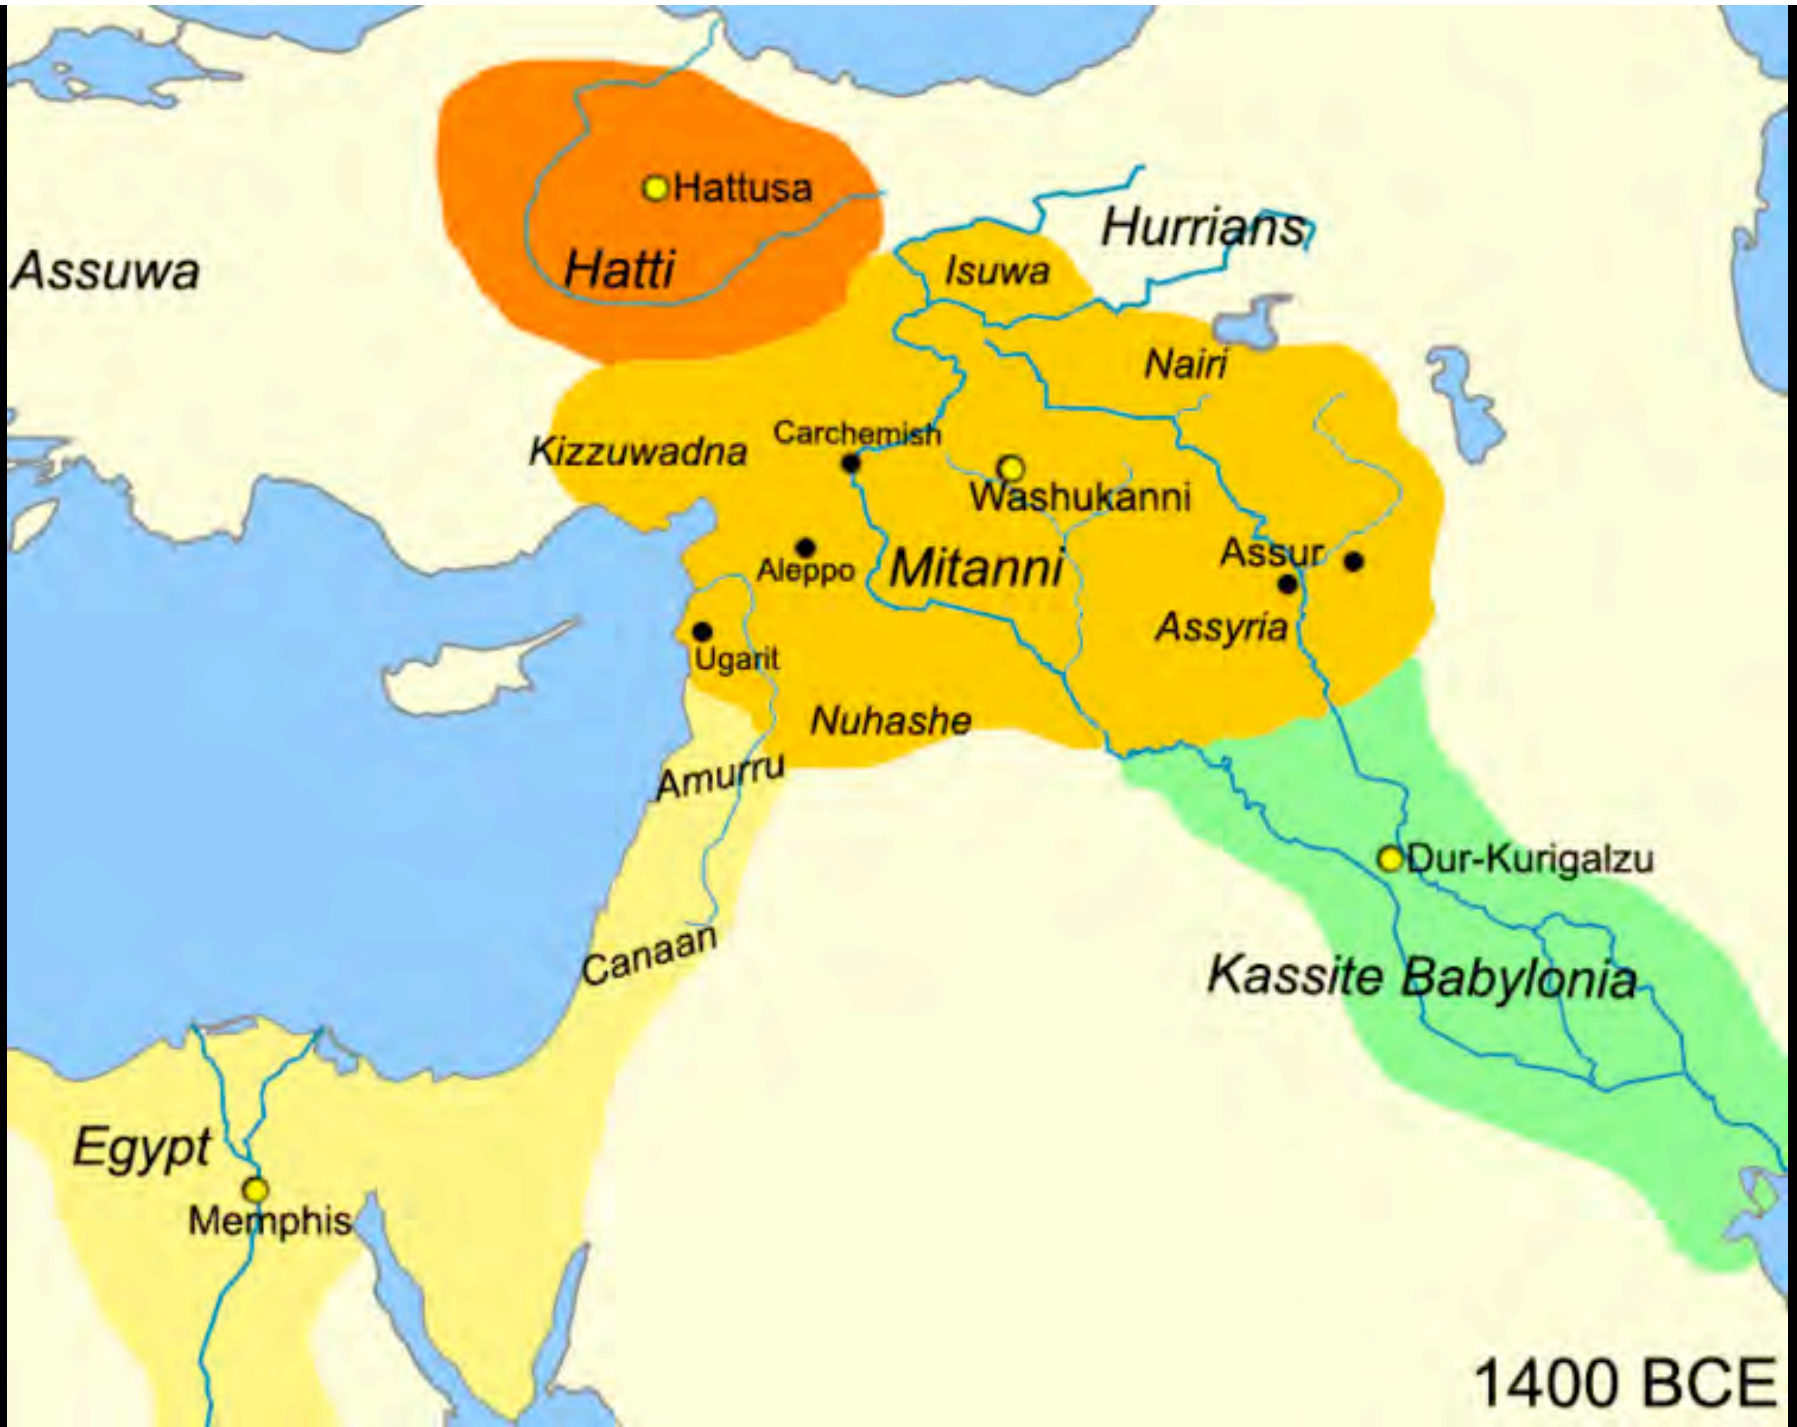 Hattusa
Hurrians
Assuwa
Hatti
Isuwa
Nairi
Carchemish
Kizzuwadna
Washukanni
Assur
Aleppo
Mitanni
Assyria
Ugarit
Nuhashe
Amurru
Dur-Kurigalzu
Canaan
Kassite Babylonia
Egypt
Memphis
1400 BCE